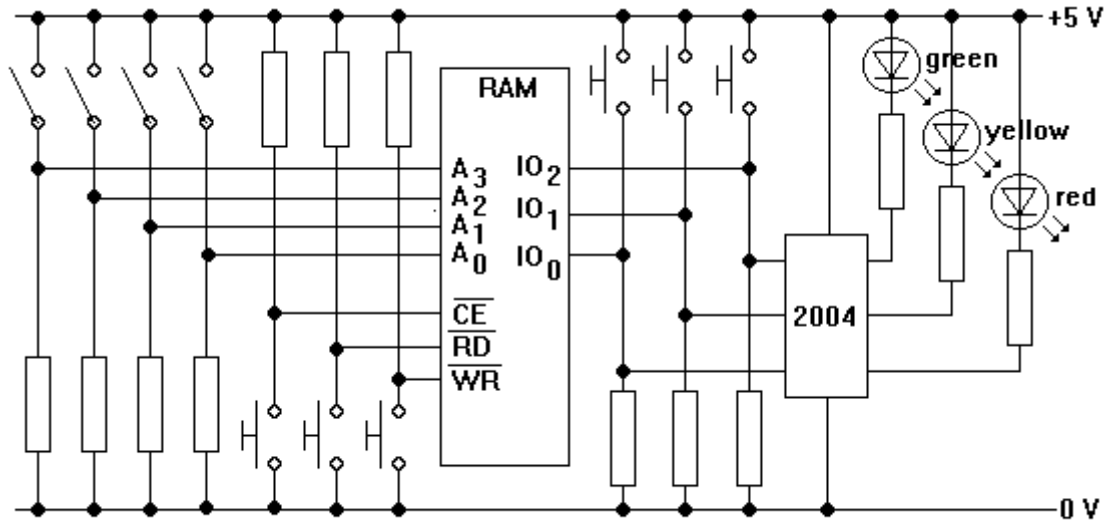 +5 V
green
yellow
red
RAM
A3 IO2
A2
A1 IO1
A0 IO0
CE
RD
WR
2004
0 V